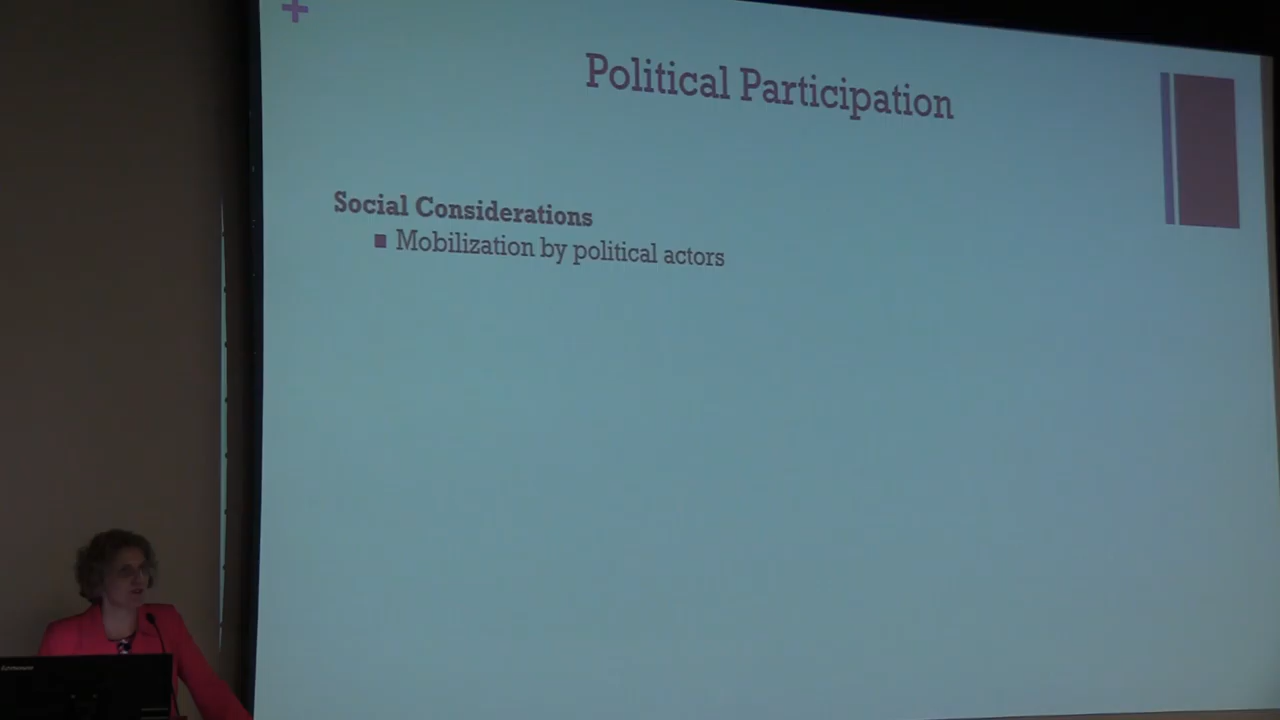 +
Political Participation
Social Considerations
■ Mobilization by political actors